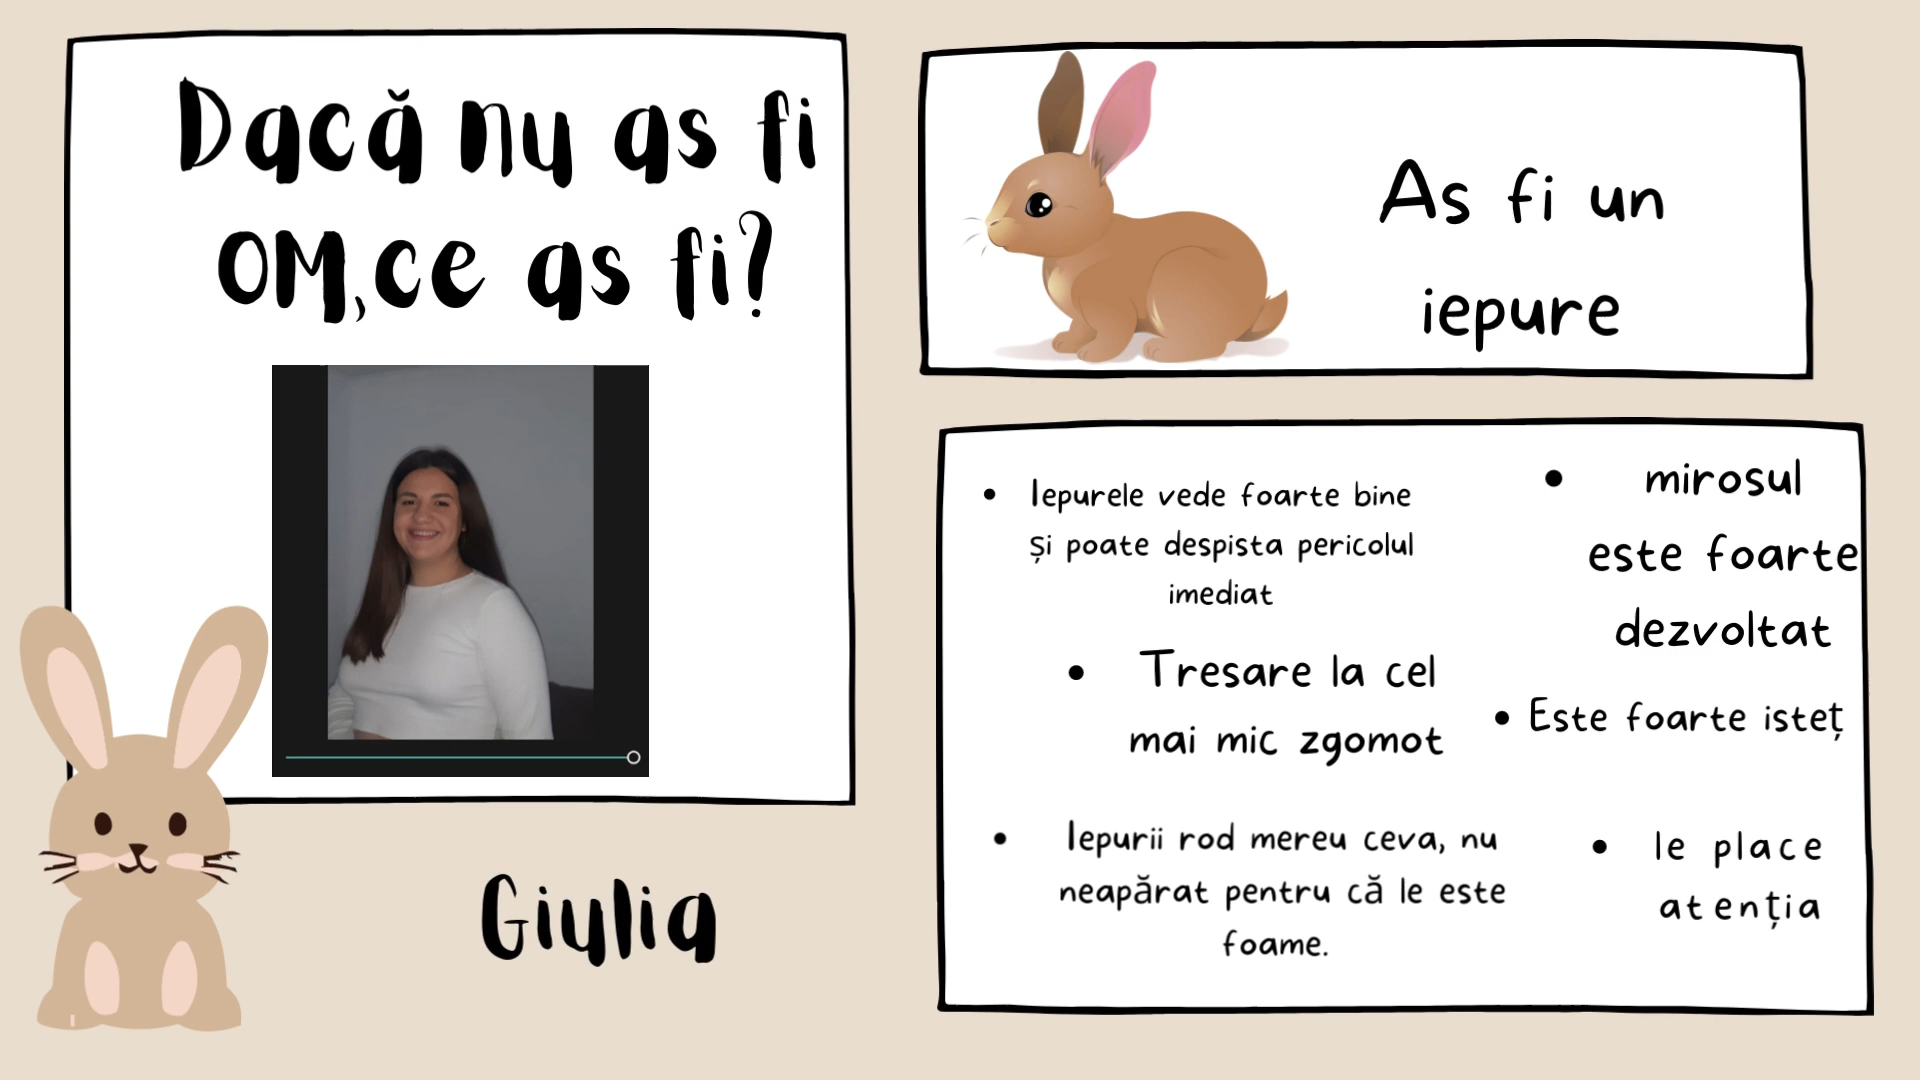 Dacă nu as fi
OM,ce as fi?
Giulia
As fi un
iepure
• Iepurele vede foarte bine
și poate despista pericolul
imediat
• Tresare la cel
mai mic zgomot
• Iepurii rod mereu ceva, nu
neapărat pentru că le este
foame.
• mirosul
este foarte
dezvoltat
• Este foarte isteț
• le place
atenția